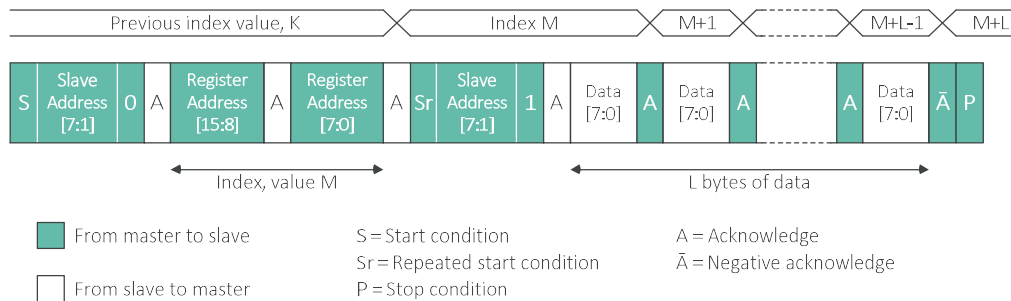 Previous index value, K Index M M+1 M+L-1 M+L
S Slave Address [7:1] 0 A Register Address [15:8] A Register Address [7:0] A Sr Slave Address [7:1] 1 A Data [7:0] A Data [7:0] A A Data [7:0] Ā P
Index, value M L bytes of data
From master to slave S = Start condition A = Acknowledge
Sr = Repeated start condition Ā = Negative acknowledge
From slave to master P = Stop condition